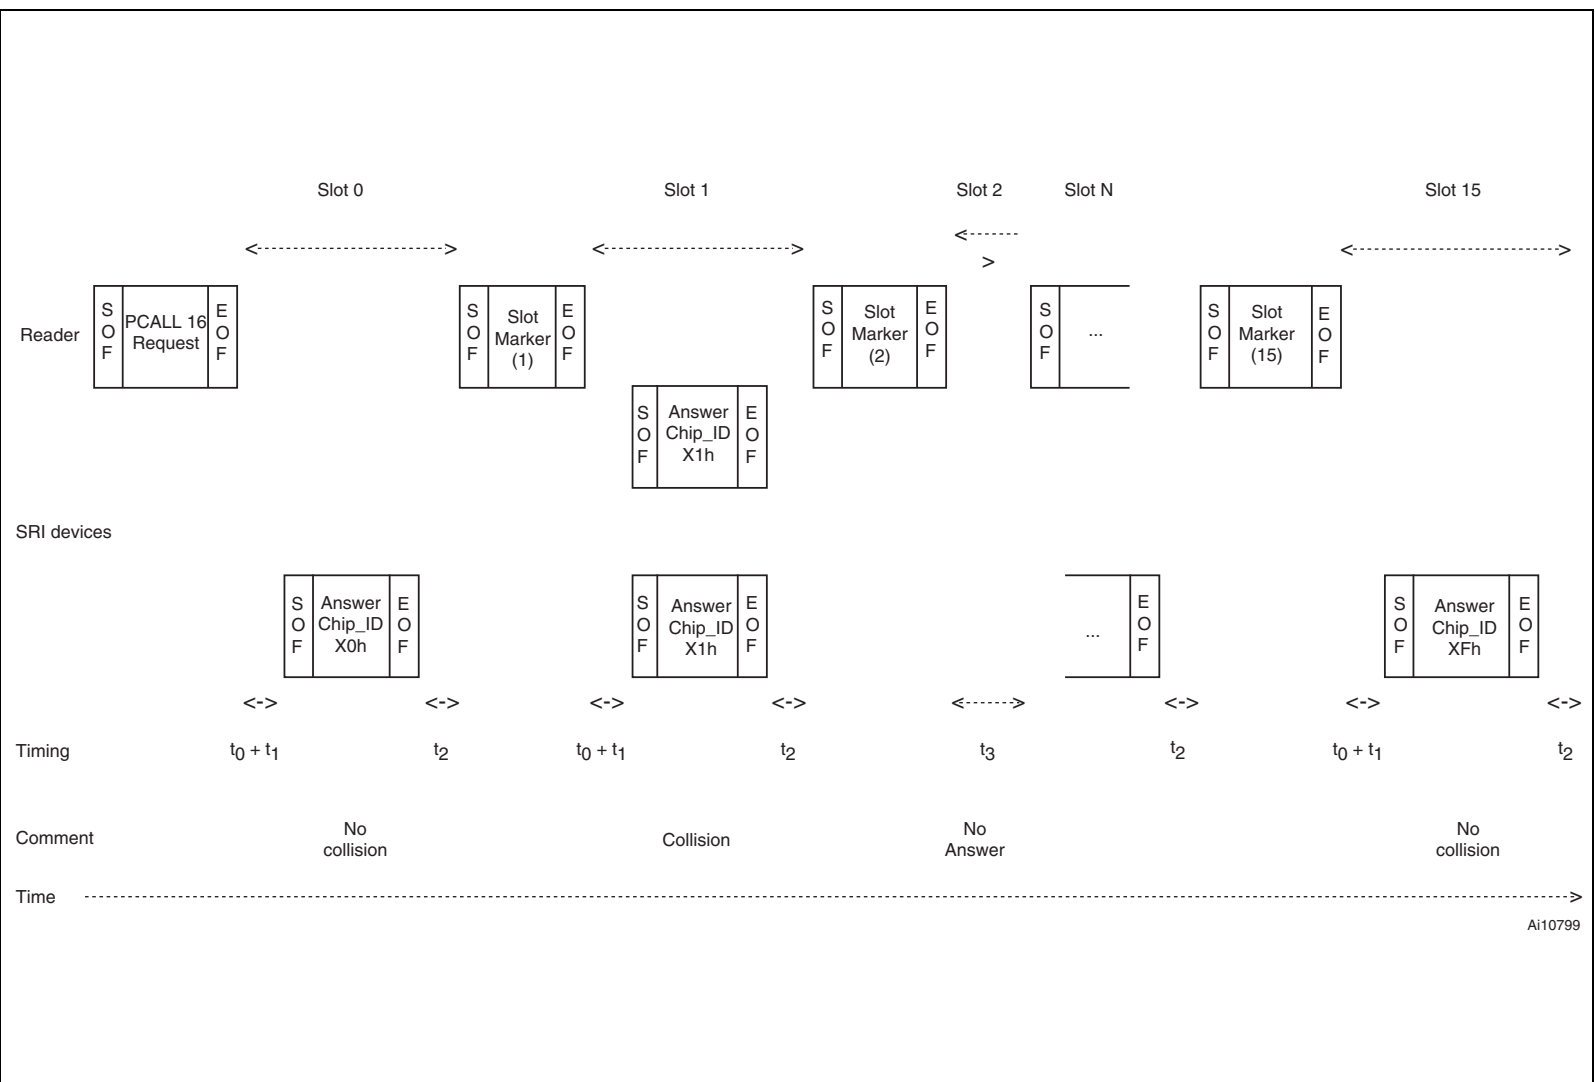 Slot 0 Slot 1 Slot 2 Slot N Slot 15
<-> <-> <- > <->
Reader
S O F PCALL 16 Request E O F
S O F Slot Marker (1) E O F
S O F Slot Marker (2) E O F
S O F ...
S O F Slot Marker (15) E O F
S O F Answer Chip_ID X1h E O F
SRI devices
S O F Answer Chip_ID X0h E O F
S O F Answer Chip_ID X1h E O F
... E O F
S O F Answer Chip_ID XFh E O F
<-> <-> <-> <-> <-> <-> <-> <->
Timing t0 + t1 t2 t0 + t1 t2 t3 t2 t0 + t1 t2
Comment No collision Collision No Answer No collision
Time
Ai10799